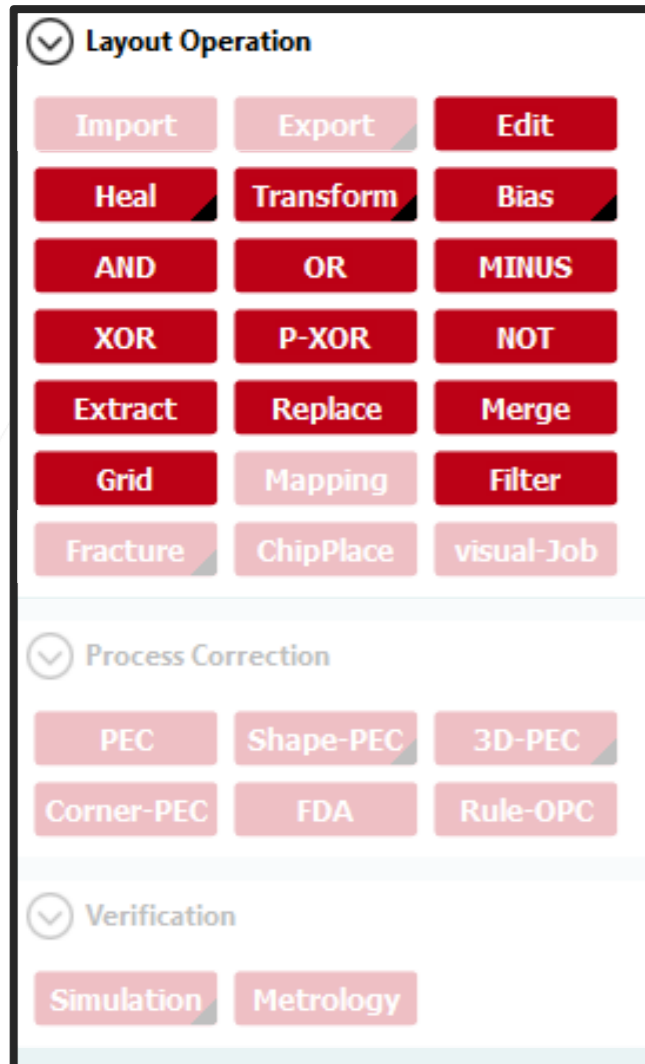 Layout Operation
Import Export Edit
Heal Transform Bias
AND OR MINUS
XOR P-XOR NOT
Extract Replace Merge
Grid Mapping Filter
Fracture ChipPlace visual-Job
Process Correction
PEC Shape-PEC 3D-PEC
Corner-PEC FDA Rule-OPC
Verification
Simulation Metrology